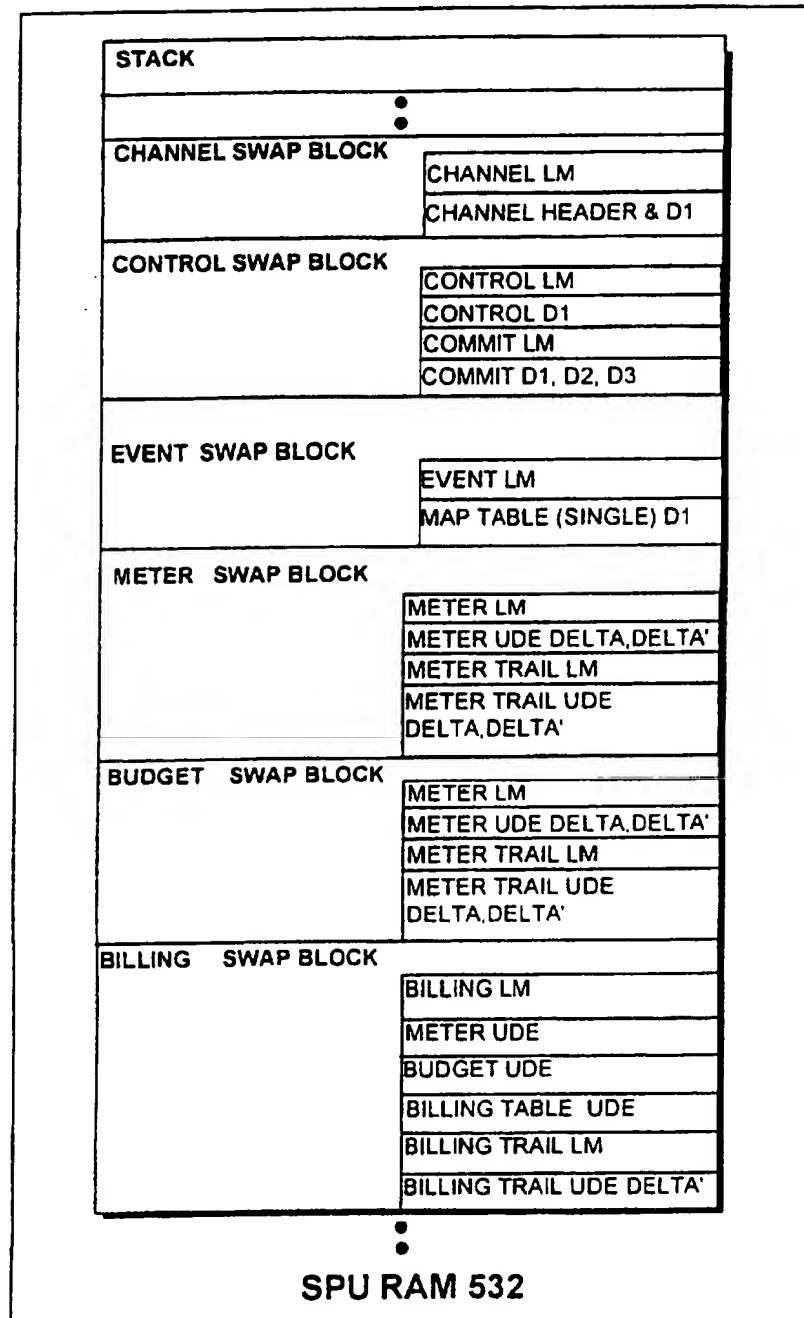 STACK
CHANNEL SWAP BLOCK
CHANNEL LM
CHANNEL HEADER & D1
CONTROL SWAP BLOCK
CONTROL LM
CONTROL D1
COMMIT LM
COMMIT D1, D2, D3
EVENT SWAP BLOCK
EVENT LM
MAP TABLE (SINGLE) D1
METER SWAP BLOCK
METER LM
METER UDE DELTA,DELTA'
METER TRAIL LM
METER TRAIL UDE
DELTA,DELTA'
BUDGET SWAP BLOCK
METER LM
METER UDE DELTA,DELTA'
METER TRAIL LM
METER TRAIL UDE
DELTA,DELTA'
BILLING SWAP BLOCK
BILLING LM
METER UDE
BUDGET UDE
BILLING TABLE UDE
BILLING TRAIL LM
BILLING TRAIL UDE DELTA'
SPU RAM 532